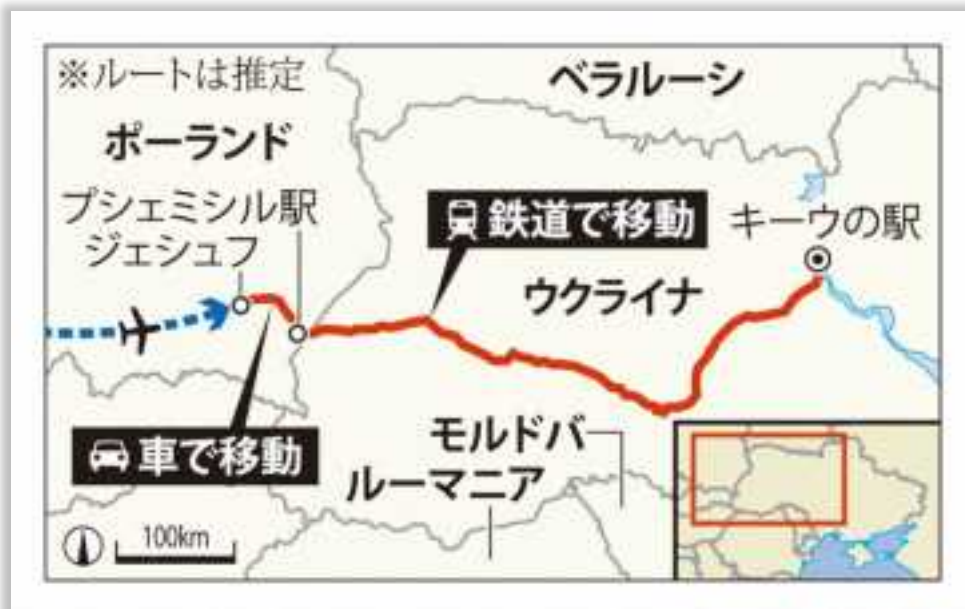 ※ルートは推定
ベラルーシ
ポーランド
プシェミシル駅
ジェシュフ
鉄道で移動
キーウの駅
ウクライナ
車で移動
モルドバ
ルーマニア
100km